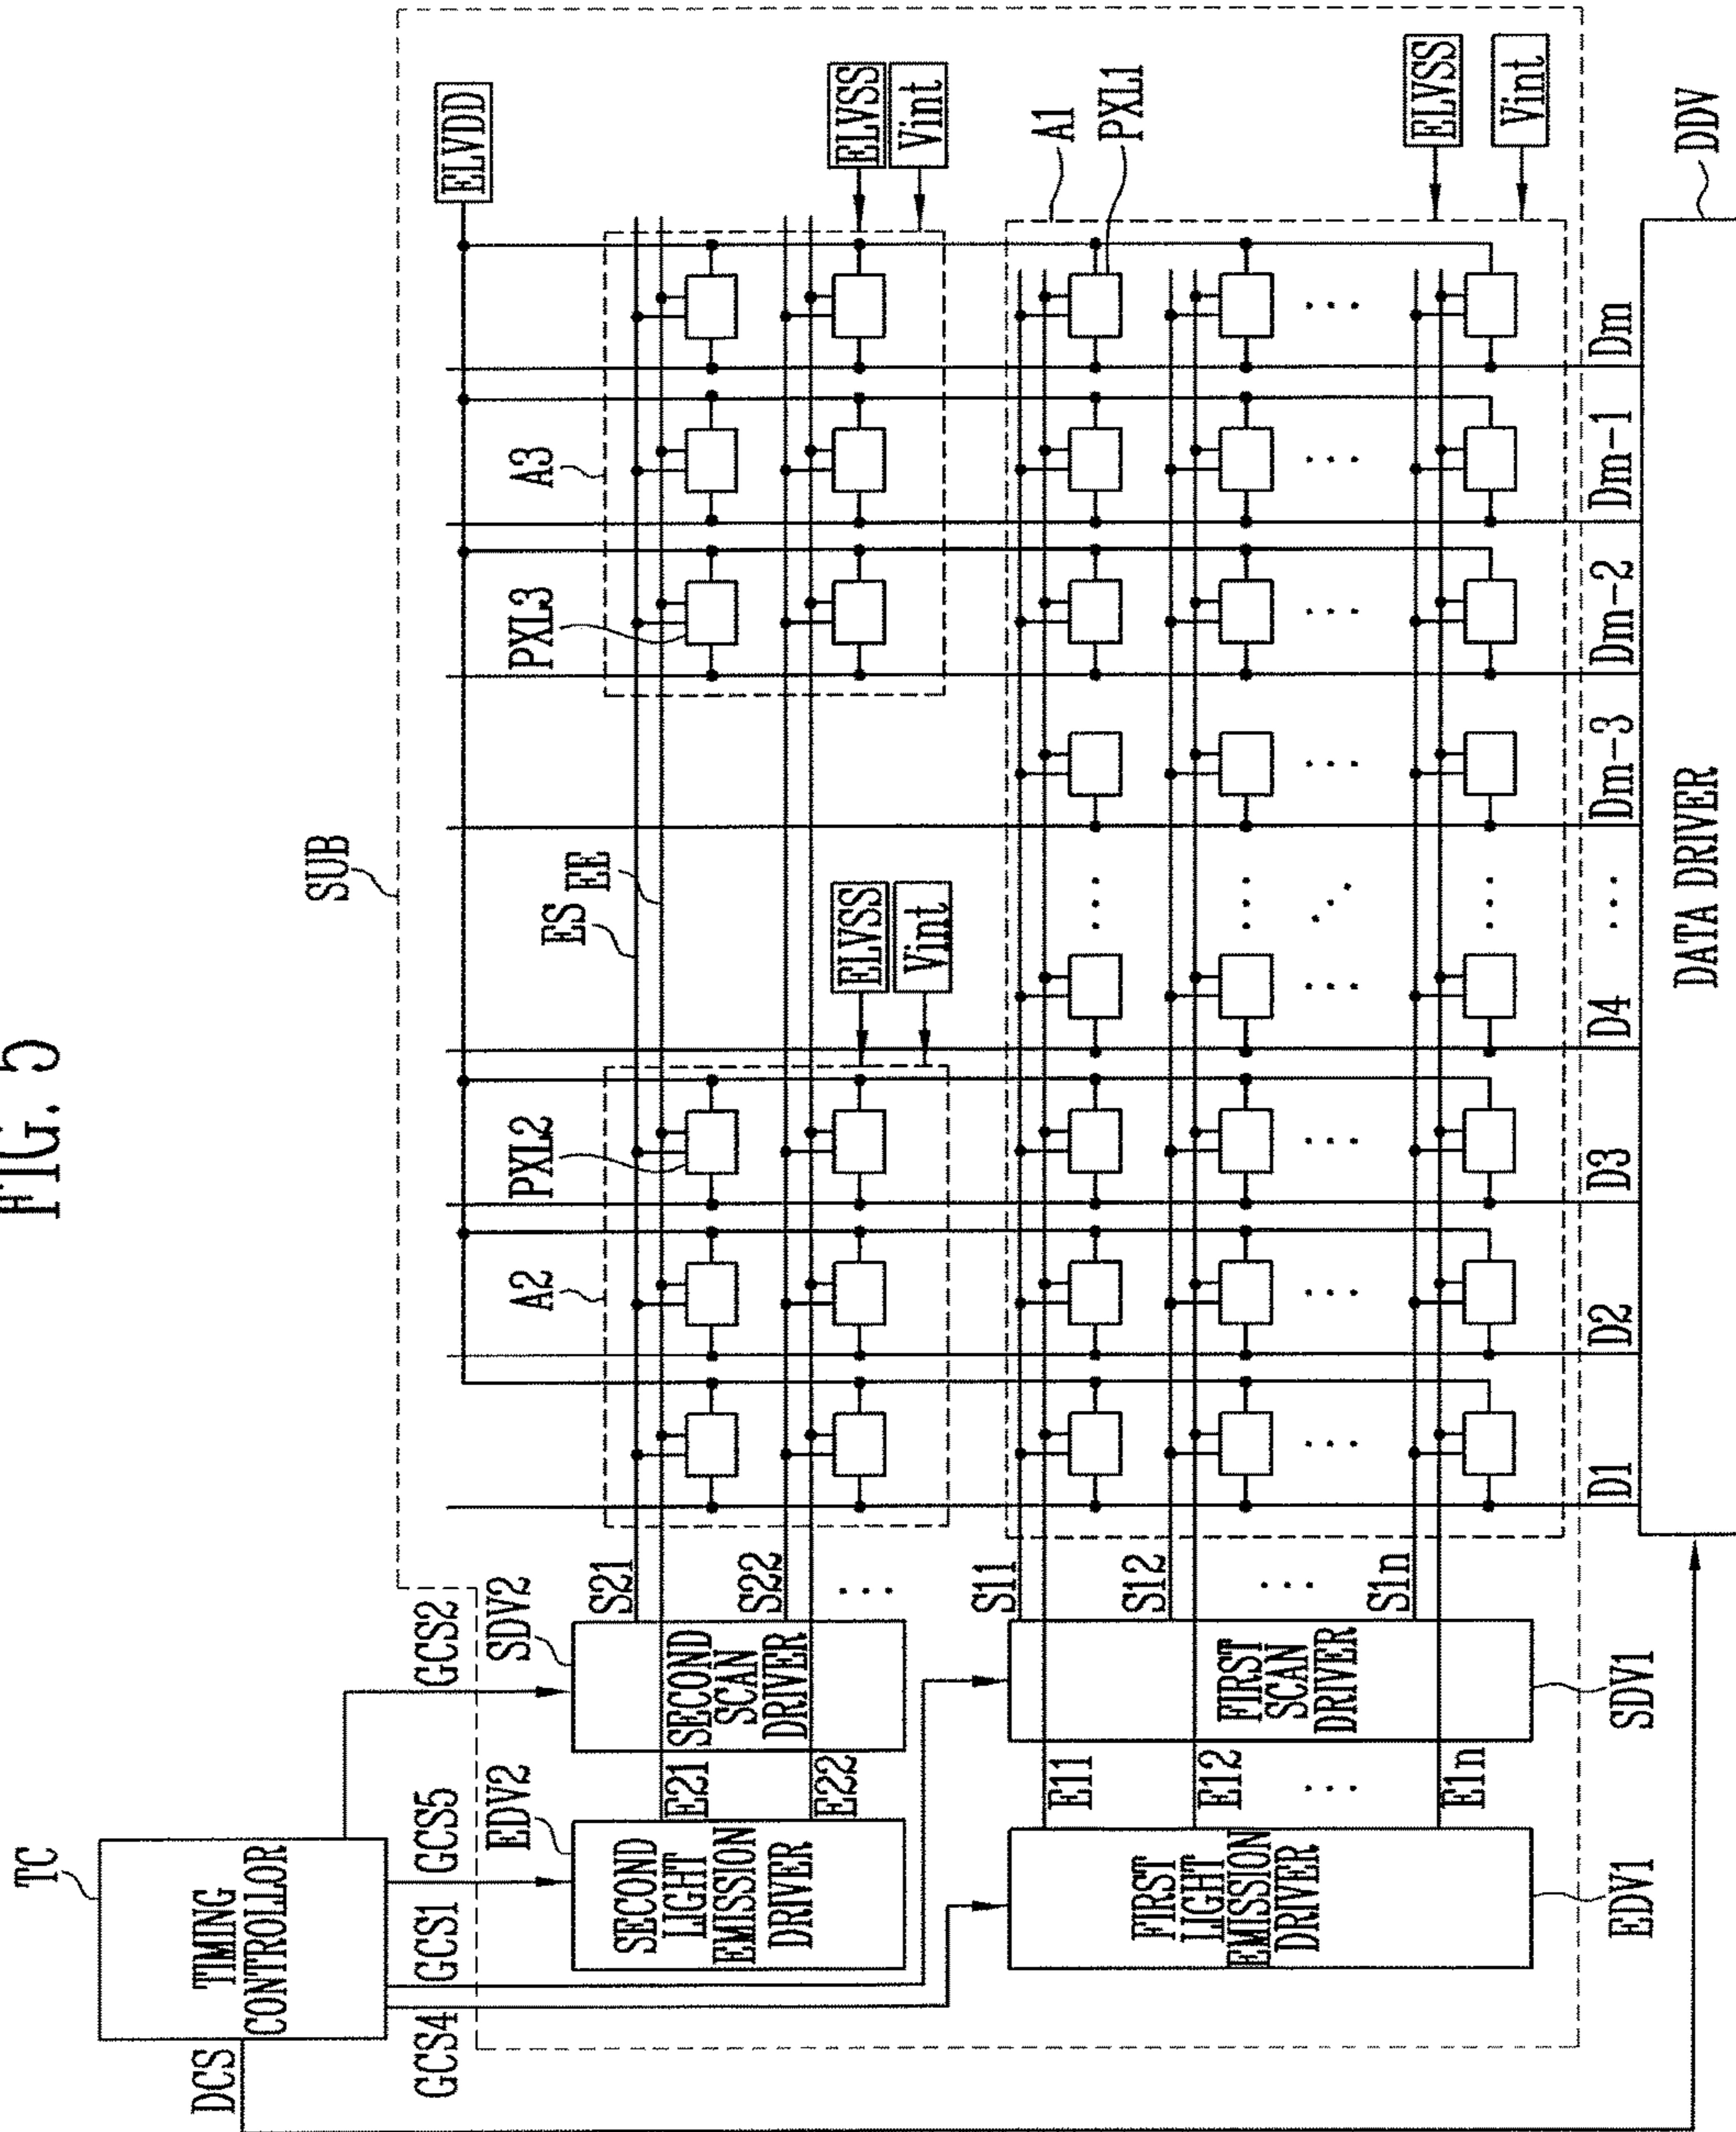 FIG. 5
SUB
TC
TIMING
CONTROLLOR
DCS
GCS4
GCS1
GCS5
GCS2
EDV2
SDV2
SECOND
LIGHT
EMISSION
DRIVER
SECOND
SCAN
DRIVER
E21
E22
S21
S22
...
A2
PXL2
ES
EE
PXL3
A3
ELVDD
ELVSS
Vint
ELVSS
Vint
FIRST
LIGHT
EMISSION
DRIVER
EDV1
FIRST
SCAN
DRIVER
SDV1
E11
E12
...
E1n
S11
S12
...
S1n
A1
PXL1
ELVSS
Vint
D1
D2
D3
D4
...
Dm-3
Dm-2
Dm-1
Dm
DATA DRIVER
DDV